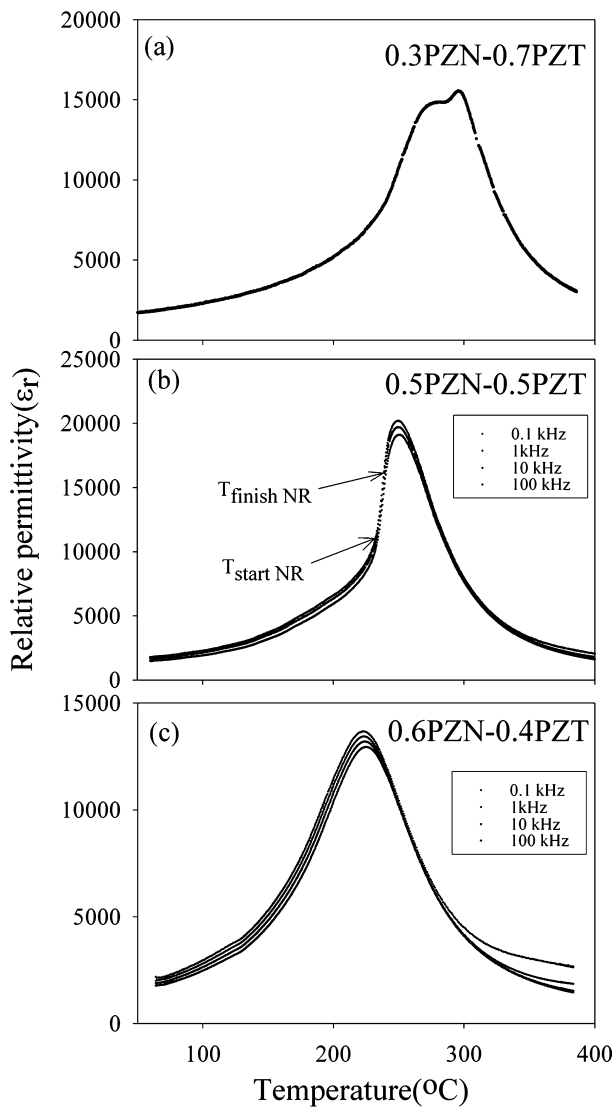 (a)
0.3PZN-0.7PZT
20000
15000
10000
5000
0
Relative permittivity(εr)
(b)
0.5PZN-0.5PZT
25000
20000
15000
10000
5000
0
0.1 kHz
1kHz
10 kHz
100 kHz
Tfinish NR
Tstart NR
(c)
0.6PZN-0.4PZT
15000
10000
5000
0
0.1 kHz
1kHz
10 kHz
100 kHz
100
200
300
400
Temperature(oC)